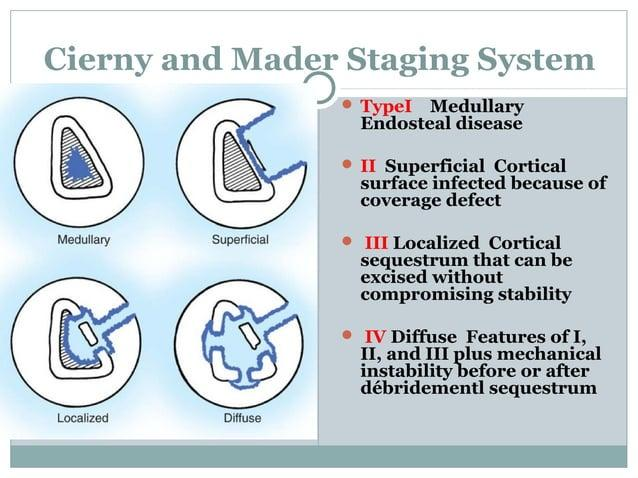 Cierny and Mader Staging System
Medullary
Superficial
Localized
Diffuse
TypeI Medullary
Endosteal disease
II Superficial Cortical
surface infected because of
coverage defect
III Localized Cortical
sequestrum that can be
excised without
compromising stability
IV Diffuse Features of I,
II, and III plus mechanical
instability before or after
débridementl sequestrum